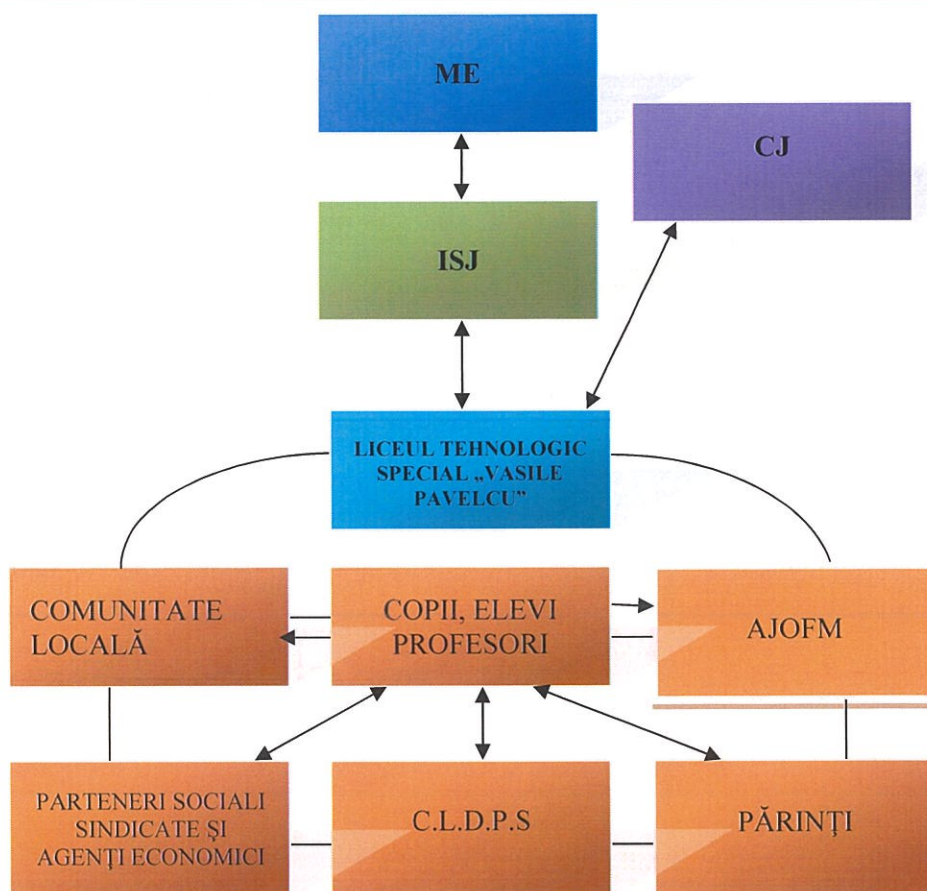 ME
CJ
ISJ
LICEUL TEHNOLOGIC
SPECIAL „VASILE
PAVELCU”
COMUNITATE
LOCALĂ
COPII, ELEVI
PROFESORI
AJOFM
PARTENERI SOCIALI
SINDICATE ŞI
AGENŢI ECONOMICI
C.L.D.P.S
PĂRINŢI